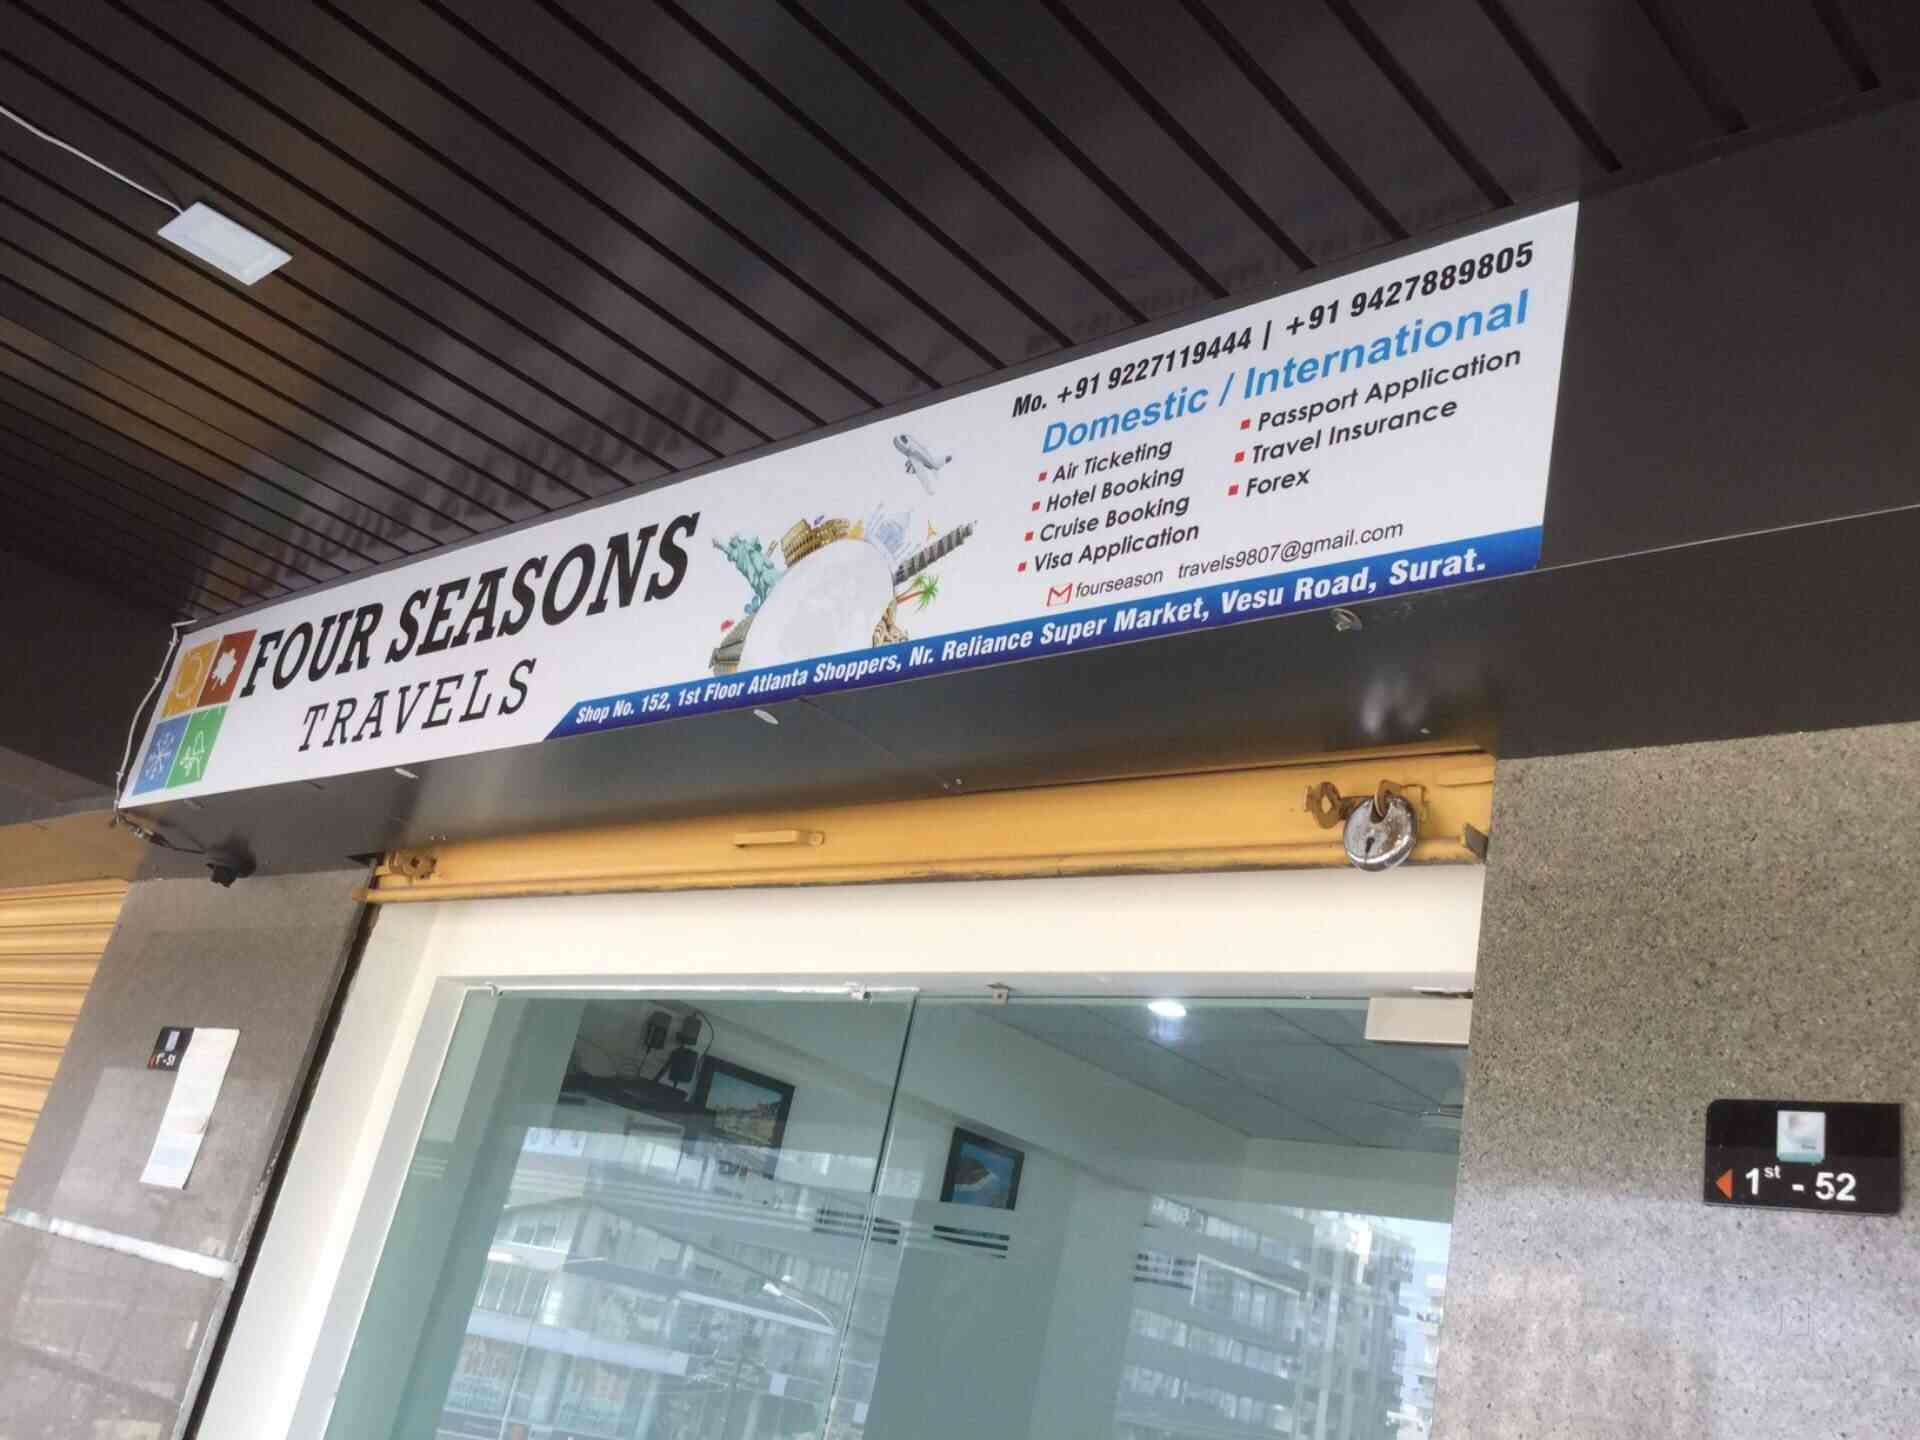 FOUR SEASONS
TRAVELS
Mo. +91 9227119444 | +91 9427889805
Domestic / International
Air Ticketing
Hotel Booking
Cruise Booking
Visa Application
Passport Application
Travel Insurance
Forex
fourseason travels9807@gmail.com
Shop No. 152, 1st Floor Atlanta Shoppers, Nr. Reliance Super Market, Vesu Road, Surat.
1st - 51
1st - 52